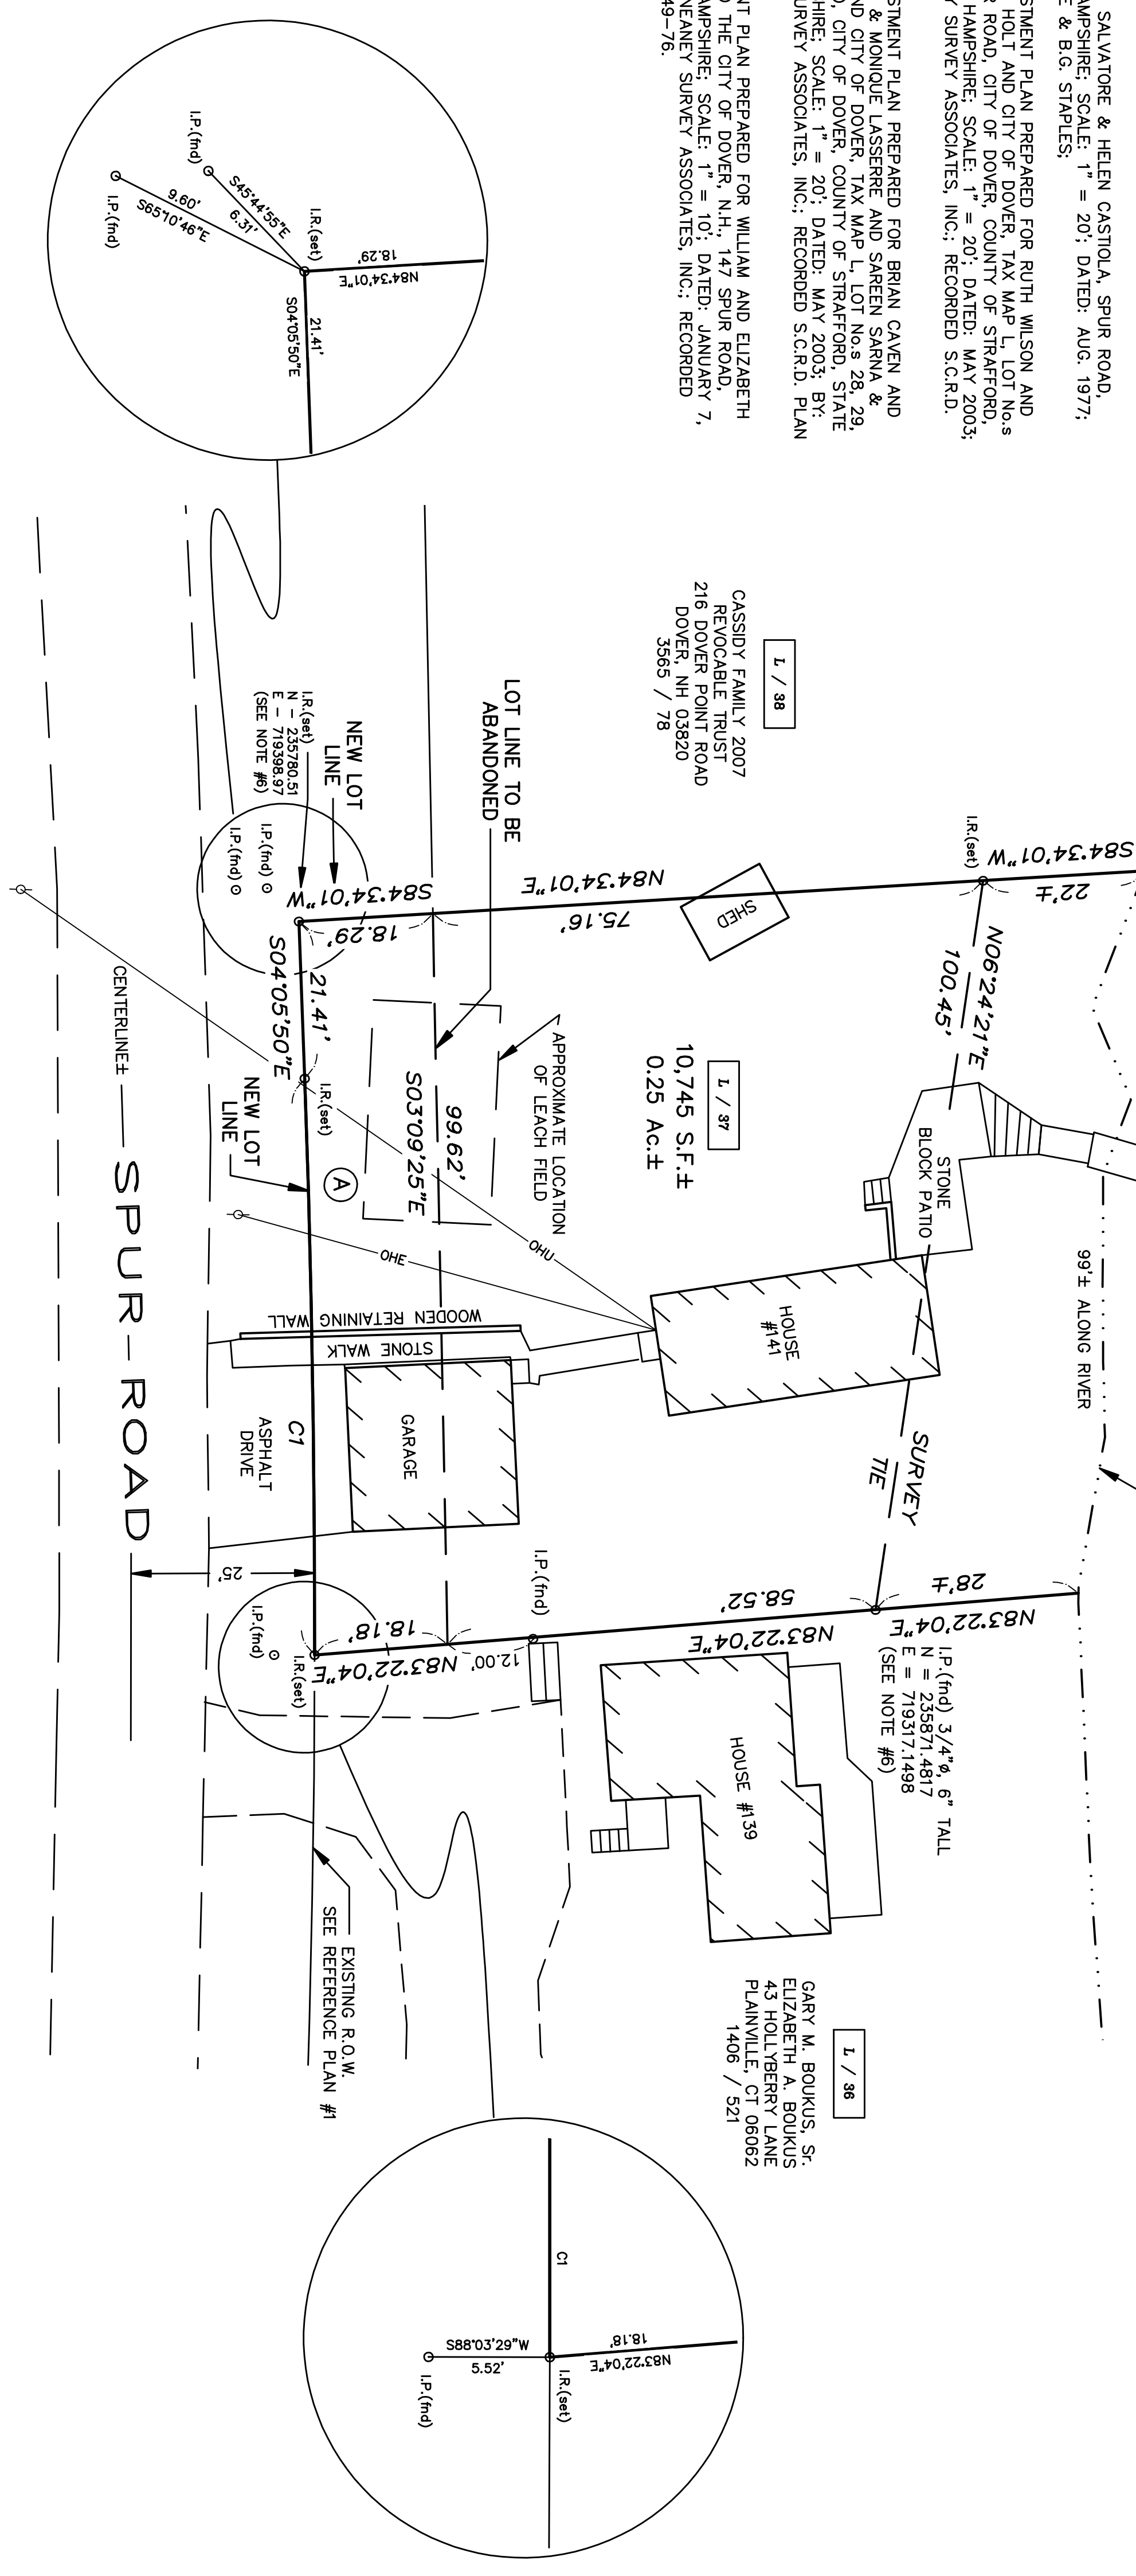 SALVATORE & HELEN CASTIOLA, SPUR ROAD,
AMPSHIRE; SCALE: 1" = 20'; DATED: AUG. 1977;
E & B.G. STAPLES;
STMENT PLAN PREPARED FOR RUTH WILSON AND
HOLT AND CITY OF DOVER, TAX MAP L, LOT No.s
R ROAD, CITY OF DOVER, COUNTY OF STRAFFORD,
HAMPSHIRE; SCALE: 1" = 20'; DATED: MAY 2003;
Y SURVEY ASSOCIATES, INC.; RECORDED S.C.R.D.
STMENT PLAN PREPARED FOR BRIAN CAVEN AND
& MONIQUE LASSERRE AND SAREEN SARNA &
ND CITY OF DOVER, TAX MAP L, LOT No.s 28, 29,
D, CITY OF DOVER, COUNTY OF STRAFFORD, STATE
HIRE; SCALE: 1" = 20'; DATED: MAY 2003; BY:
URVEY ASSOCIATES, INC.; RECORDED S.C.R.D. PLAN
NT PLAN PREPARED FOR WILLIAM AND ELIZABETH
D THE CITY OF DOVER, N.H., 147 SPUR ROAD,
AMPSHIRE; SCALE: 1" = 10'; DATED: JANUARY 7,
NEANEY SURVEY ASSOCIATES, INC.; RECORDED
49-76.
I.P.(fnd)
I.P.(fnd)
S45°44'55"E
6.31'
9.60'
S65°10'46"E
I.R.(set)
18.29'
N84°34'01"E
21.41'
S04°05'50"E
L / 38
CASSIDY FAMILY 2007
REVOCABLE TRUST
216 DOVER POINT ROAD
DOVER, NH 03820
3565 / 78
LOT LINE TO BE
ABANDONED
NEW LOT
LINE
I.R.(set)
N - 235780.51
E - 719398.97
(SEE NOTE #6)
I.P.(fnd)
I.P.(fnd)
S84°34'01"W
18.29'
N84°34'01"E
75.16'
SHED
I.R.(set)
S84°34'01"W
22'±
N06°24'21"E
100.45'
21.41'
S04°05'50"E
I.R.(set)
NEW LOT
LINE
A
APPROXIMATE LOCATION
OF LEACH FIELD
99.62'
S03°09'25"E
L / 37
10,745 S.F.±
0.25 Ac.±
STONE
BLOCK PATIO
99'± ALONG RIVER
OHU
OHE
HOUSE
#141
WOODEN RETAINING WALL
STONE WALK
GARAGE
C1
ASPHALT
DRIVE
CENTERLINE±
SPUR ROAD
25'
SURVEY
TIE
I.P.(fnd)
I.R.(set)
I.P.(fnd)
18.18'
N83°22'04"E
12.00'
58.52'
N83°22'04"E
28'±
N83°22'04"E
I.P.(fnd) 3/4"ø, 6" TALL
N = 235871.4817
E = 719317.1498
(SEE NOTE #6)
HOUSE #139
EXISTING R.O.W.
SEE REFERENCE PLAN #1
L / 36
GARY M. BOUKUS, Sr.
ELIZABETH A. BOUKUS
43 HOLLYBERRY LANE
PLAINVILLE, CT 06062
1406 / 521
C1
S88°03'29"W
5.52'
I.P.(fnd)
I.R.(set)
18.18'
N83°22'04"E